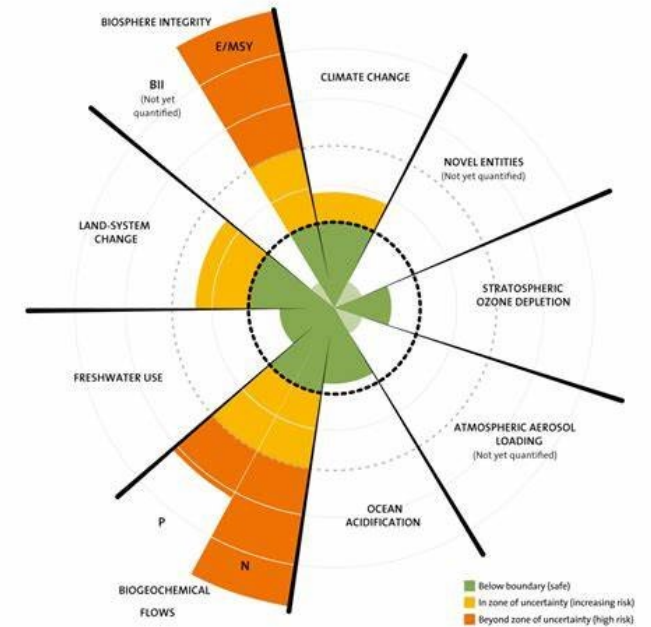 BIOSPHERE INTEGRITY
E/MSY
CLIMATE CHANGE
BII
(Not yet
quantified)
NOVEL ENTITIES
(Not yet quantified)
LAND-SYSTEM
CHANGE
STRATOSPHERIC
OZONE DEPLETION
FRESHWATER USE
ATMOSPHERIC AEROSOL
LOADING
(Not yet quantified)
OCEAN
ACIDIFICATION
P
N
BIOGEOCHEMICAL
FLOWS
Below boundary (safe)
In zone of uncertainty (increasing risk)
Beyond zone of uncertainty (high risk)